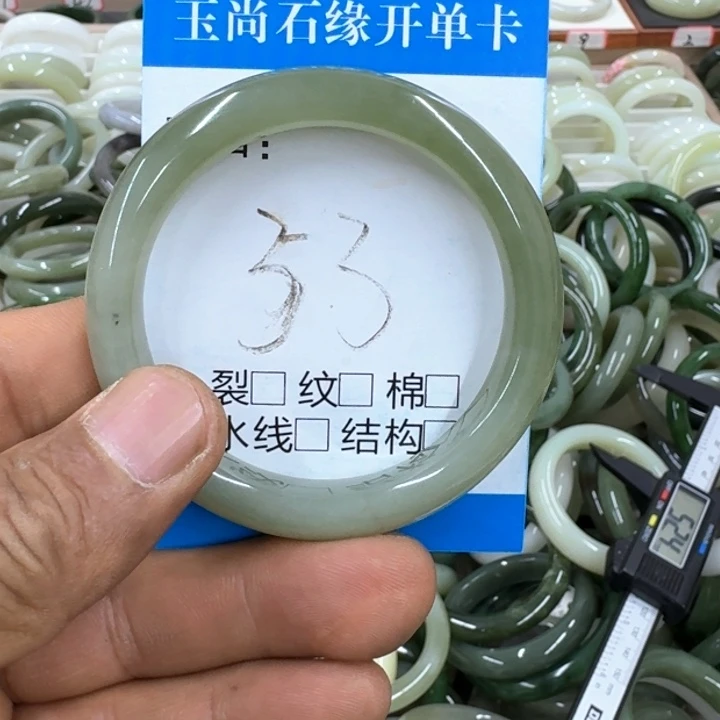 玉尚石缘开单卡
：
53
裂□ 纹□ 棉□
水线□ 结构□